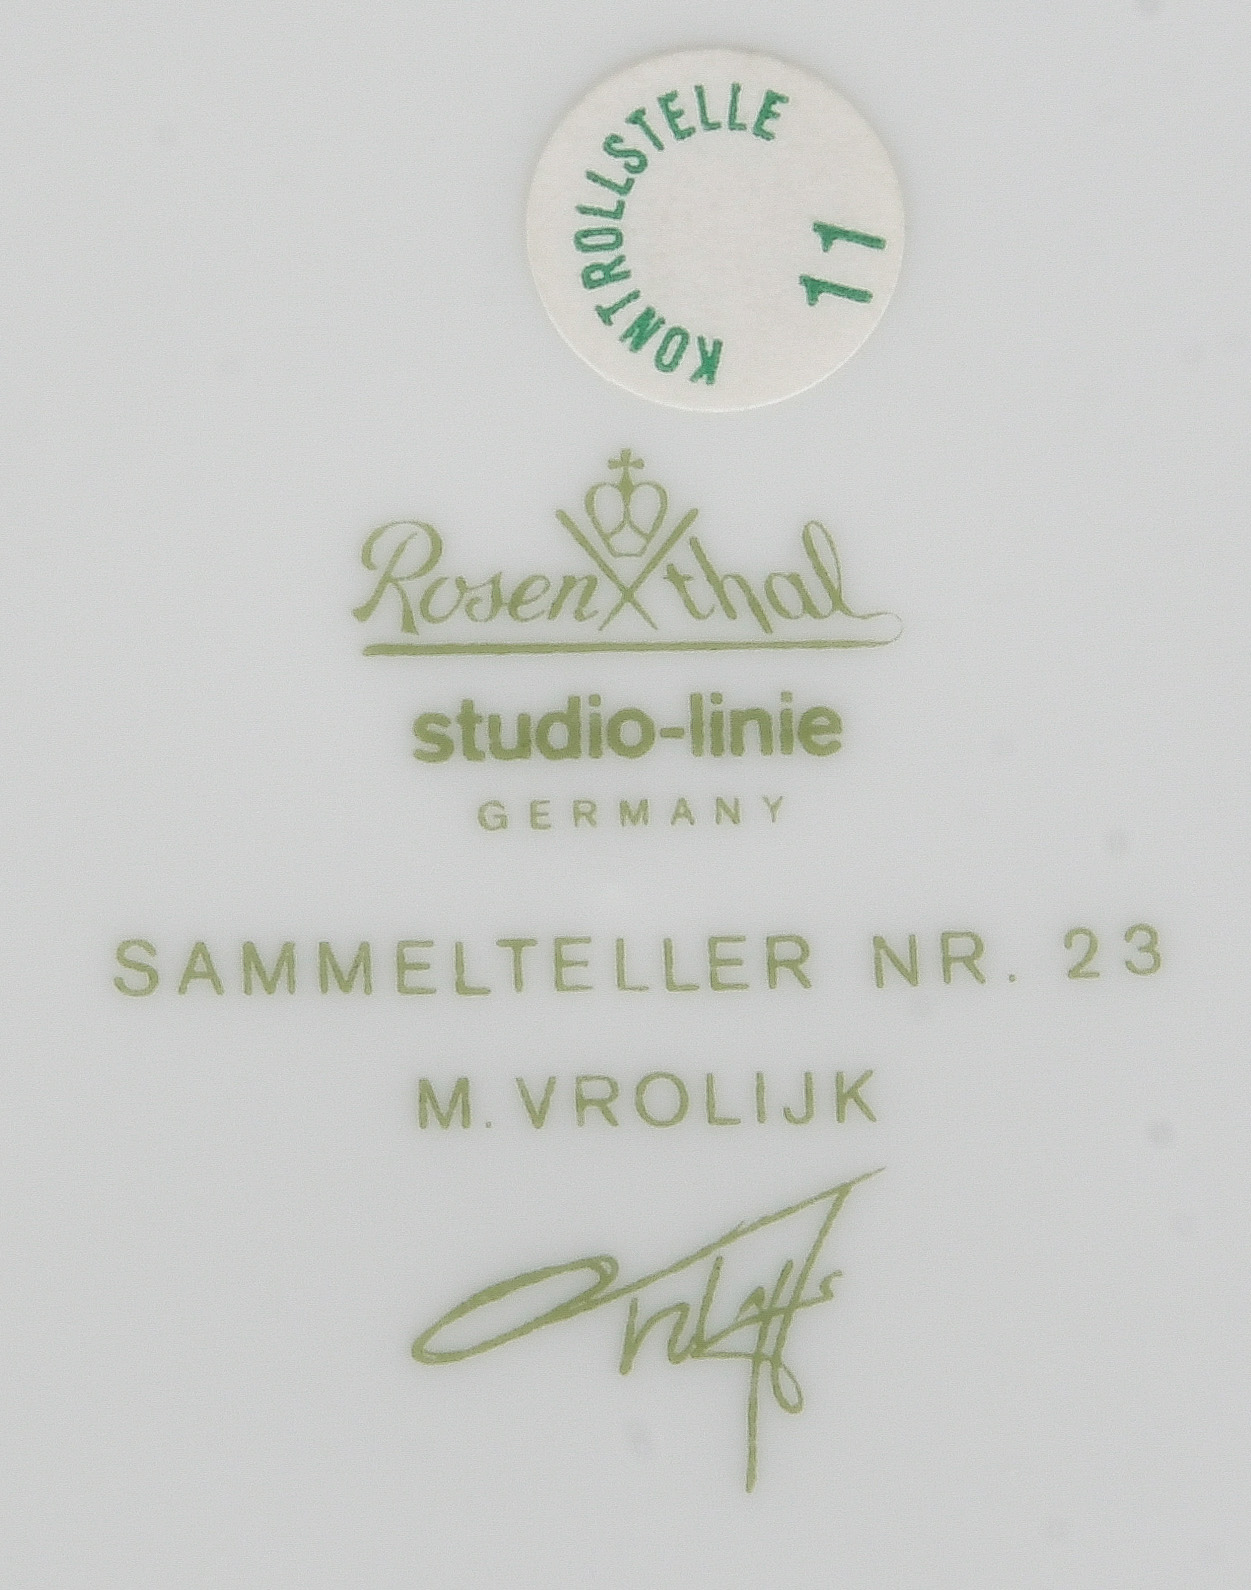 KONTROLLSTELLE
11
Rosenthal
studio-linie
GERMANY
SAMMELTELLER NR. 23
M. VROLIJK